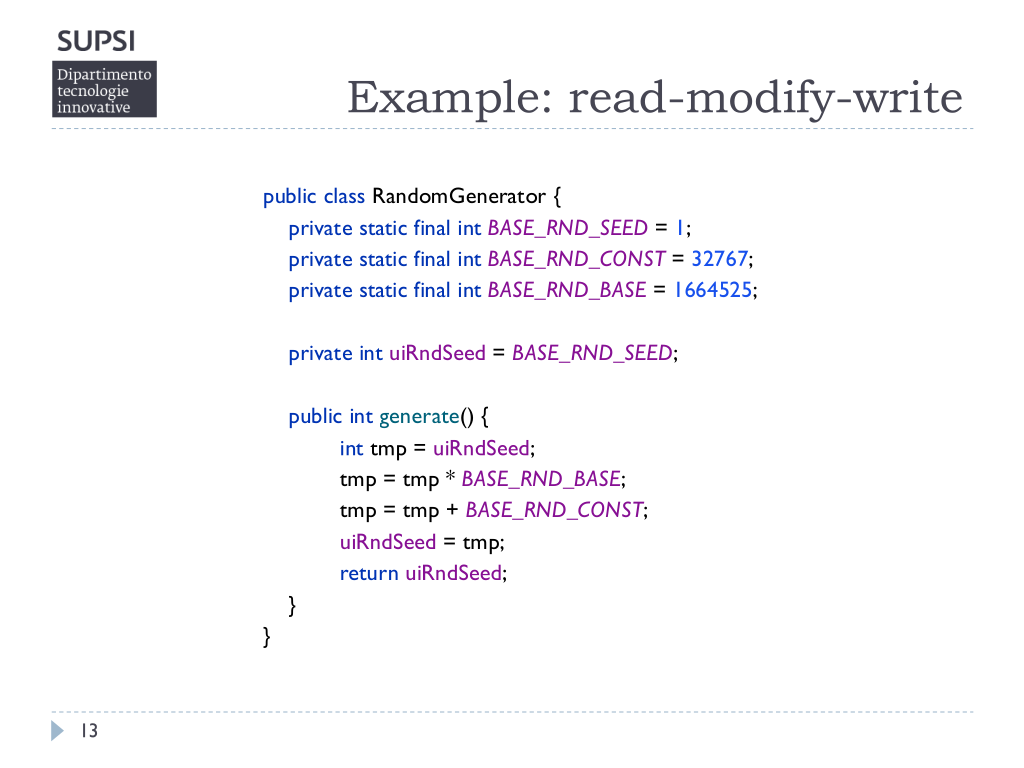 SUPSI
Dipartimento
tecnologie
innovative
Example: read-modify-write
public class RandomGenerator {
private static final int BASE_RND_SEED = 1;
private static final int BASE_RND_CONST = 32767;
private static final int BASE_RND_BASE = 1664525;
private int uiRndSeed = BASE_RND_SEED;
public int generate() {
int tmp = uiRndSeed;
tmp = tmp * BASE_RND_BASE;
tmp = tmp + BASE_RND_CONST;
uiRndSeed = tmp;
return uiRndSeed;
}
}
13